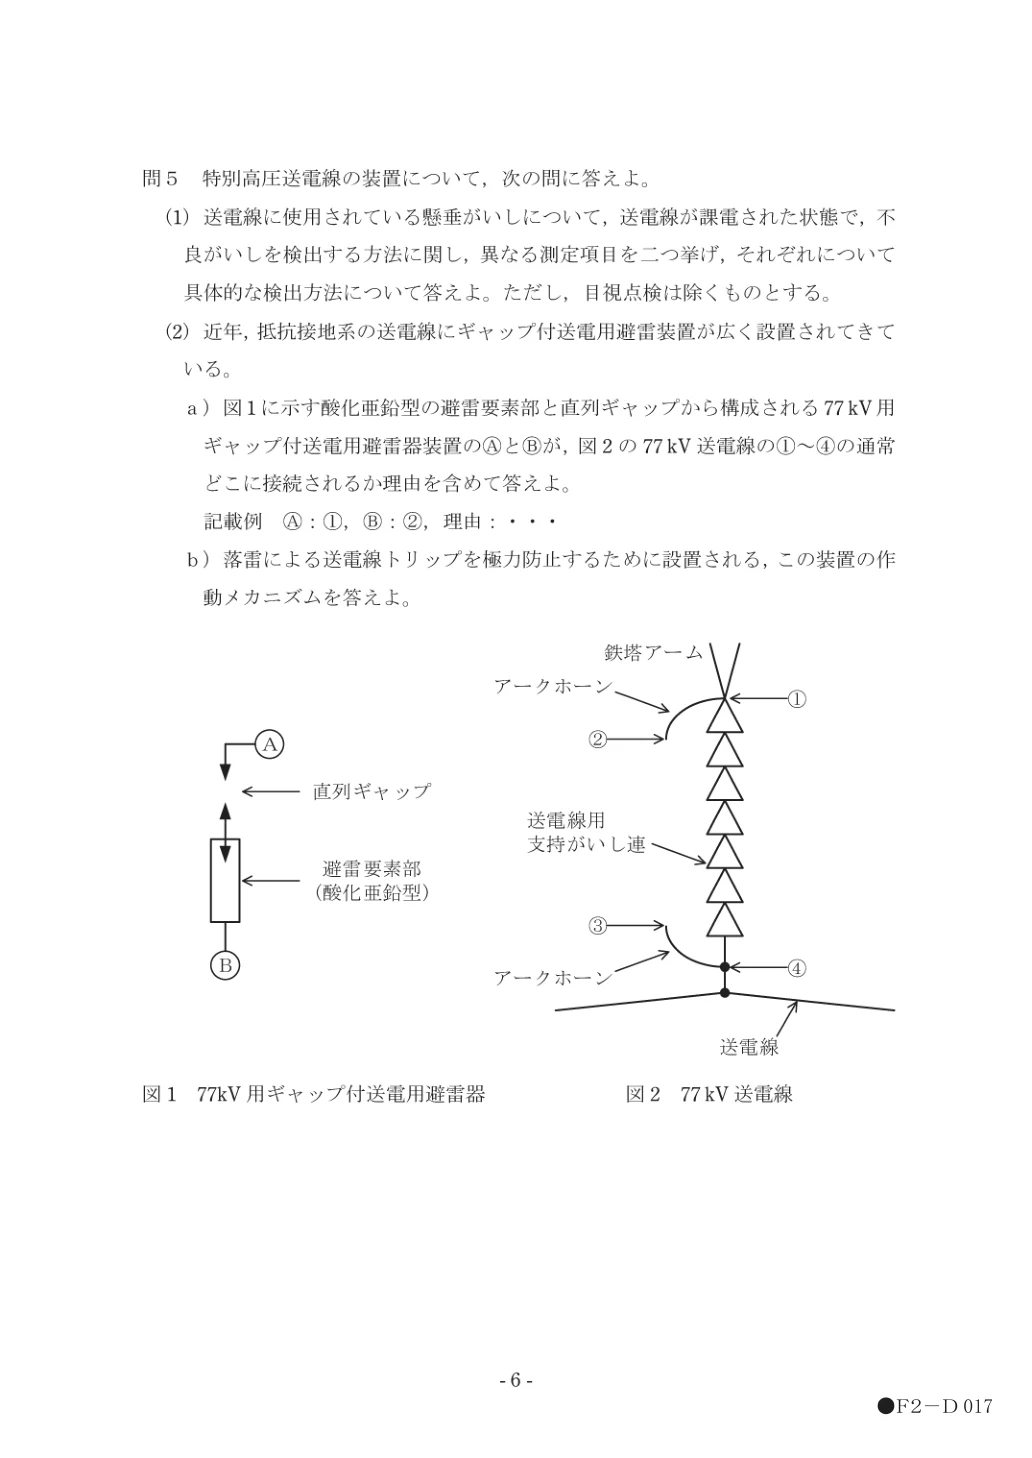 問５　特別高圧送電線の装置について，次の問に答えよ。
(1) 送電線に使用されている懸垂がいしについて，送電線が課電された状態で，不
良がいしを検出する方法に関し，異なる測定項目を二つ挙げ，それぞれについて
具体的な検出方法について答えよ。ただし，目視点検は除くものとする。
(2) 近年，抵抗接地系の送電線にギャップ付送電用避雷装置が広く設置されてきて
いる。
a）図1に示す酸化亜鉛型の避雷要素部と直列ギャップから構成される77 kV用
ギャップ付送電用避雷器装置のⒶとⒷが，図2の77 kV送電線の①～④の通常
どこに接続されるか理由を含めて答えよ。
記載例　Ⓐ：①，Ⓑ：②，理由：・・・
b）落雷による送電線トリップを極力防止するために設置される，この装置の作
動メカニズムを答えよ。
鉄塔アーム
アークホーン
①
②
Ⓐ
直列ギャップ
送電線用
支持がいし連
避雷要素部
（酸化亜鉛型）
③
Ⓑ
④
アークホーン
送電線
図1　77kV用ギャップ付送電用避雷器
図2　77 kV送電線
- 6 -
●F2－D 017